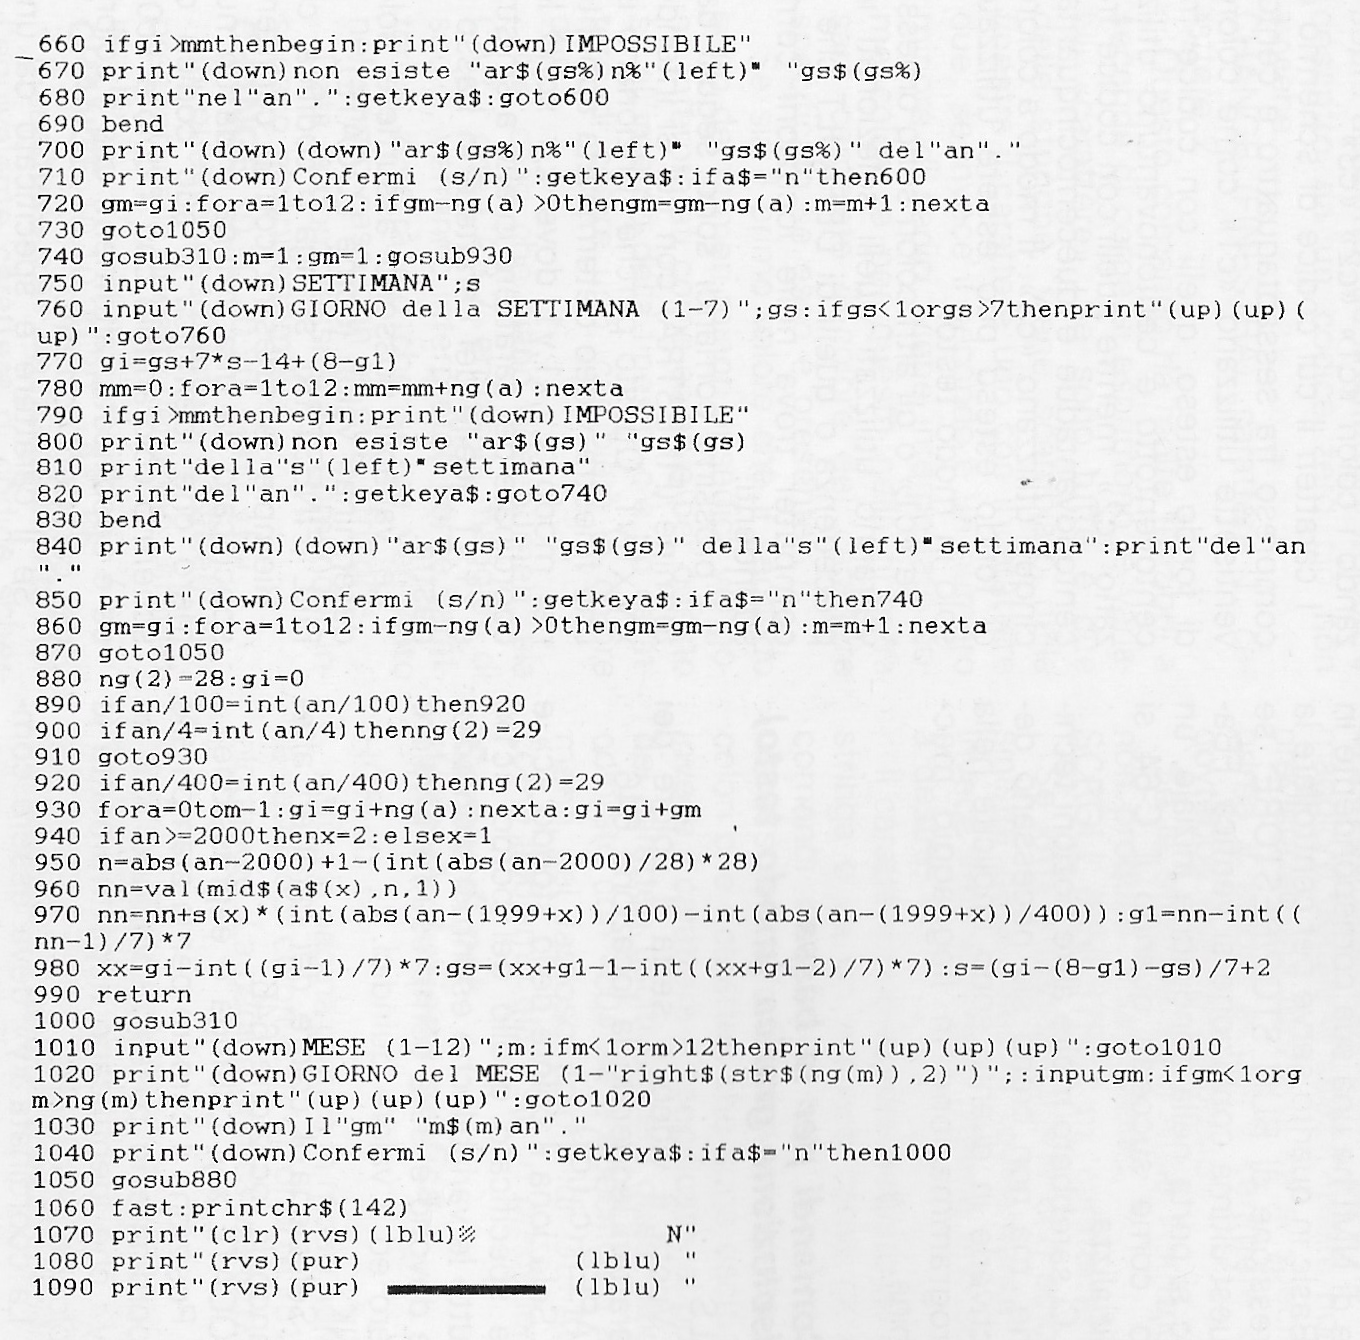 660 ifgi>mmthenbegin:print"(down)IMPOSSIBILE"
670 print"(down)non esiste "ar$(gs%)n%"(left)■ "gs$(gs%)
680 print"nel"an".":getkeya$:goto600
690 bend
700 print"(down)(down)"ar$(gs%)n%"(left)■ "gs$(gs%)" del"an"."
710 print"(down)Confermi (s/n)":getkeya$:ifa$="n"then600
720 gm=gi:fora=1to12:ifgm-ng(a)>0thengm=gm-ng(a):m=m+1:nexta
730 goto1050
740 gosub310:m=1:gm=1:gosub930
750 input"(down)SETTIMANA";s
760 input"(down)GIORNO della SETTIMANA (1-7)";gs:ifgs<1orgs>7thenprint"(up)(up)(
up)":goto760
770 gi=gs+7*s-14+(8-g1)
780 mm=0:fora=1to12:mm=mm+ng(a):nexta
790 ifgi>mmthenbegin:print"(down)IMPOSSIBILE"
800 print"(down)non esiste "ar$(gs)" "gs$(gs)
810 print"della"s"(left)■settimana"
820 print"del"an".":getkeya$:goto740
830 bend
840 print"(down)(down)"ar$(gs)" "gs$(gs)" della"s"(left)■settimana":print"del"an
"."
850 print"(down)Confermi (s/n)":getkeya$:ifa$="n"then740
860 gm=gi:fora=1to12:ifgm-ng(a)>0thengm=gm-ng(a):m=m+1:nexta
870 goto1050
880 ng(2)=28:gi=0
890 ifan/100=int(an/100)then920
900 ifan/4=int(an/4)thenng(2)=29
910 goto930
920 ifan/400=int(an/400)thenng(2)=29
930 fora=0tom-1:gi=gi+ng(a):nexta:gi=gi+gm
940 ifan>=2000thenx=2:elsex=1
950 n=abs(an-2000)+1-(int(abs(an-2000)/28)*28)
960 nn=val(mid$(a$(x),n,1))
970 nn=nn+s(x)*(int(abs(an-(1999+x))/100)-int(abs(an-(1999+x))/400)):g1=nn-int((
nn-1)/7)*7
980 xx=gi-int((gi-1)/7)*7:gs=(xx+g1-1-int((xx+g1-2)/7)*7):s=(gi-(8-g1)-gs)/7+2
990 return
1000 gosub310
1010 input"(down)MESE (1-12)";m:ifm<1orm>12thenprint"(up)(up)(up)":goto1010
1020 print"(down)GIORNO del MESE (1-"right$(str$(ng(m)),2)")";:inputgm:ifgm<1org
m>ng(m)thenprint"(up)(up)(up)":goto1020
1030 print"(down)Il"gm" "m$(m)an"."
1040 print"(down)Confermi (s/n)":getkeya$:ifa$="n"then1000
1050 gosub880
1060 fast:printchr$(142)
1070 print"(clr)(rvs)(lblu)▒            N"
1080 print"(rvs)(pur)              (lblu) "
1090 print"(rvs)(pur)  ▬▬▬▬▬▬▬▬  (lblu) "